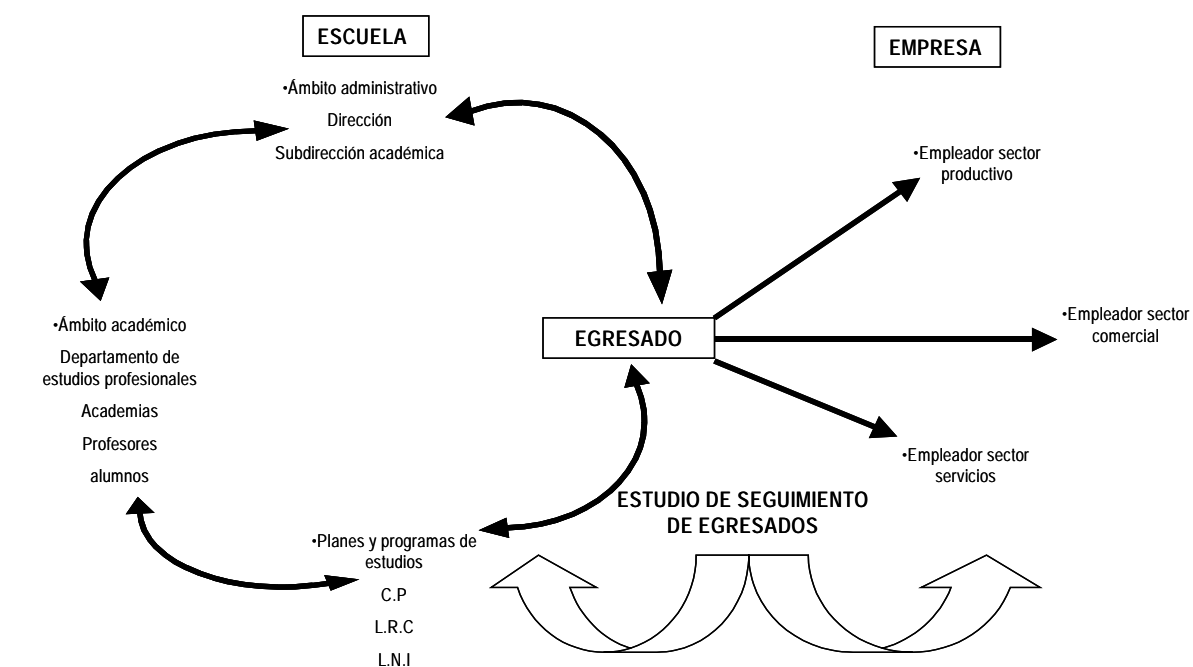 ESCUELA
EMPRESA
•Ámbito administrativo
Dirección
Subdirección académica
•Empleador sector
productivo
•Ámbito académico
Departamento de
estudios profesionales
Academias
Profesores
alumnos
EGRESADO
•Empleador sector
comercial
•Empleador sector
servicios
ESTUDIO DE SEGUIMIENTO
DE EGRESADOS
•Planes y programas de
estudios
C.P
L.R.C
L.N.I